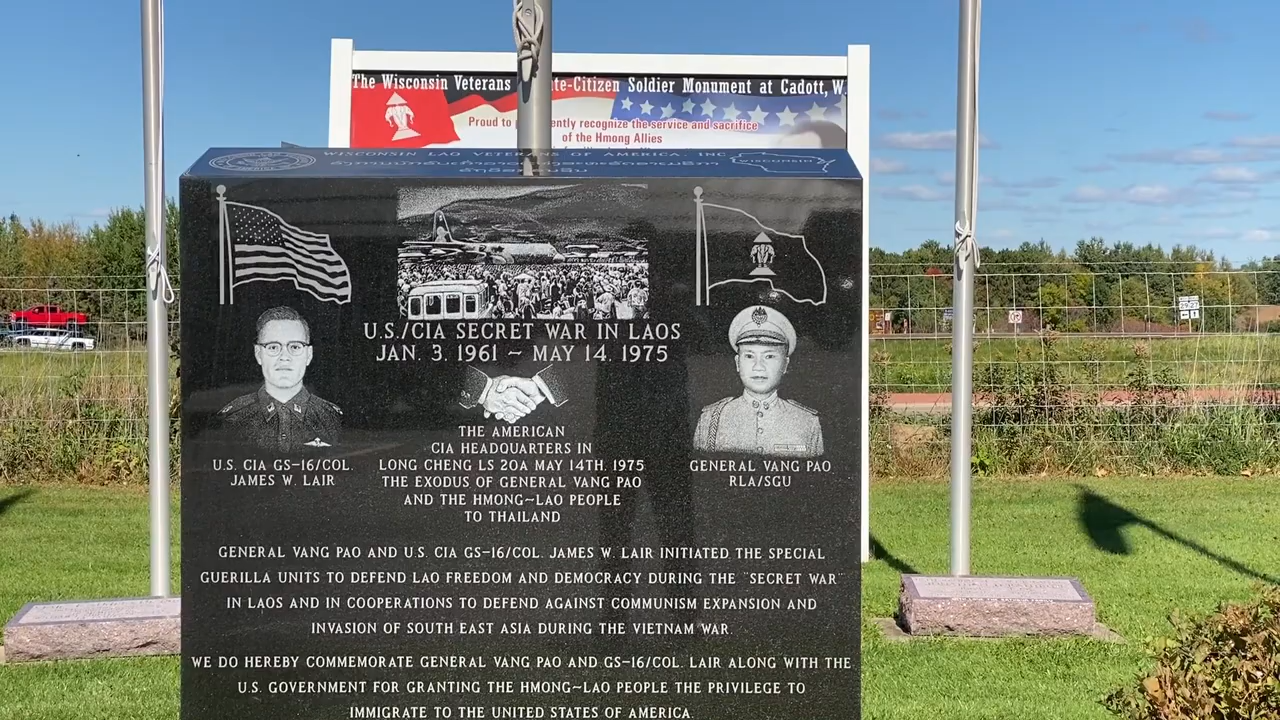 The Wisconsin Veterans te-Citizen Soldier Monument at Cadott, W.
Proud to ently recognize the service and sacrifice
of the Hmong Allies
WISCONSIN LAO VETERANS OF AMERICA, INC
WISCONSIN
U.S./CIA SECRET WAR IN LAOS
JAN. 3, 1961 ~ MAY 14, 1975
THE AMERICAN
CIA HEADQUARTERS IN
LONG CHENG LS 20A MAY 14TH, 1975
THE EXODUS OF GENERAL VANG PAO
AND THE HMONG~LAO PEOPLE
TO THAILAND
U.S. CIA GS-16/COL.
JAMES W. LAIR
GENERAL VANG PAO
RLA/SGU
GENERAL VANG PAO AND U.S. CIA GS-16/COL. JAMES W. LAIR INITIATED THE SPECIAL
GUERILLA UNITS TO DEFEND LAO FREEDOM AND DEMOCRACY DURING THE "SECRET WAR"
IN LAOS AND IN COOPERATIONS TO DEFEND AGAINST COMMUNISM EXPANSION AND
INVASION OF SOUTH EAST ASIA DURING THE VIETNAM WAR.
WE DO HEREBY COMMEMORATE GENERAL VANG PAO AND GS-16/COL. LAIR ALONG WITH THE
U.S. GOVERNMENT FOR GRANTING THE HMONG~LAO PEOPLE THE PRIVILEGE TO
IMMIGRATE TO THE UNITED STATES OF AMERICA.